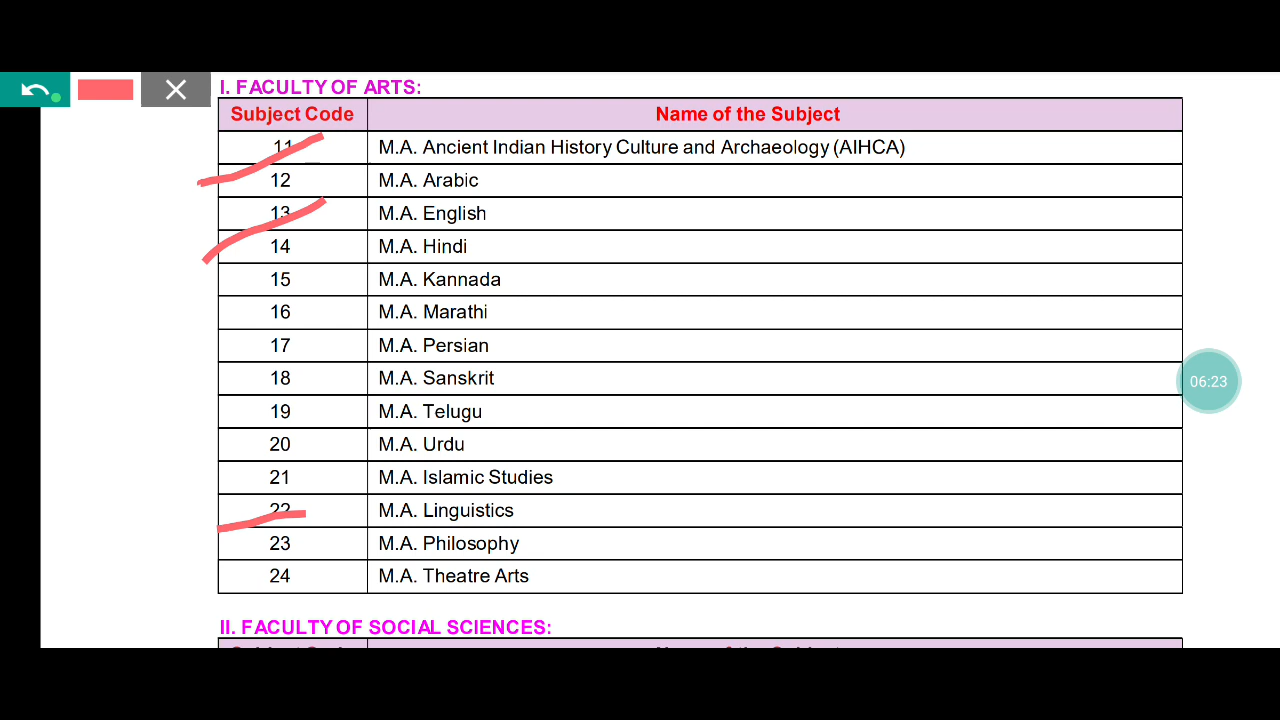 I. FACULTY OF ARTS:
Subject Code Name of the Subject
11 M.A. Ancient Indian History Culture and Archaeology (AIHCA)
12 M.A. Arabic
13 M.A. English
14 M.A. Hindi
15 M.A. Kannada
16 M.A. Marathi
17 M.A. Persian
18 M.A. Sanskrit
19 M.A. Telugu
20 M.A. Urdu
21 M.A. Islamic Studies
22 M.A. Linguistics
23 M.A. Philosophy
24 M.A. Theatre Arts
II. FACULTY OF SOCIAL SCIENCES:
06:23